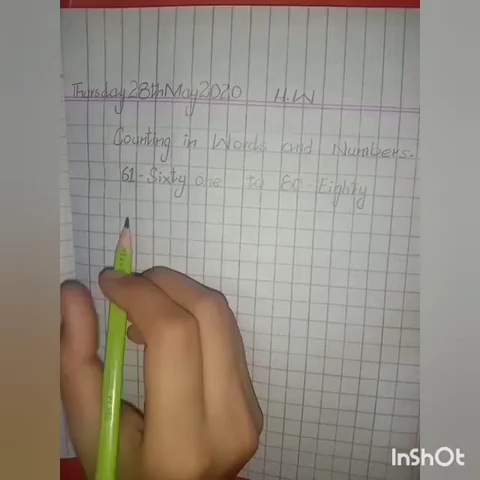 Thursday 28th May 2020 H.W
Counting in Words and Numbers.
61-Sixty one to 80-Eighty
InShOt